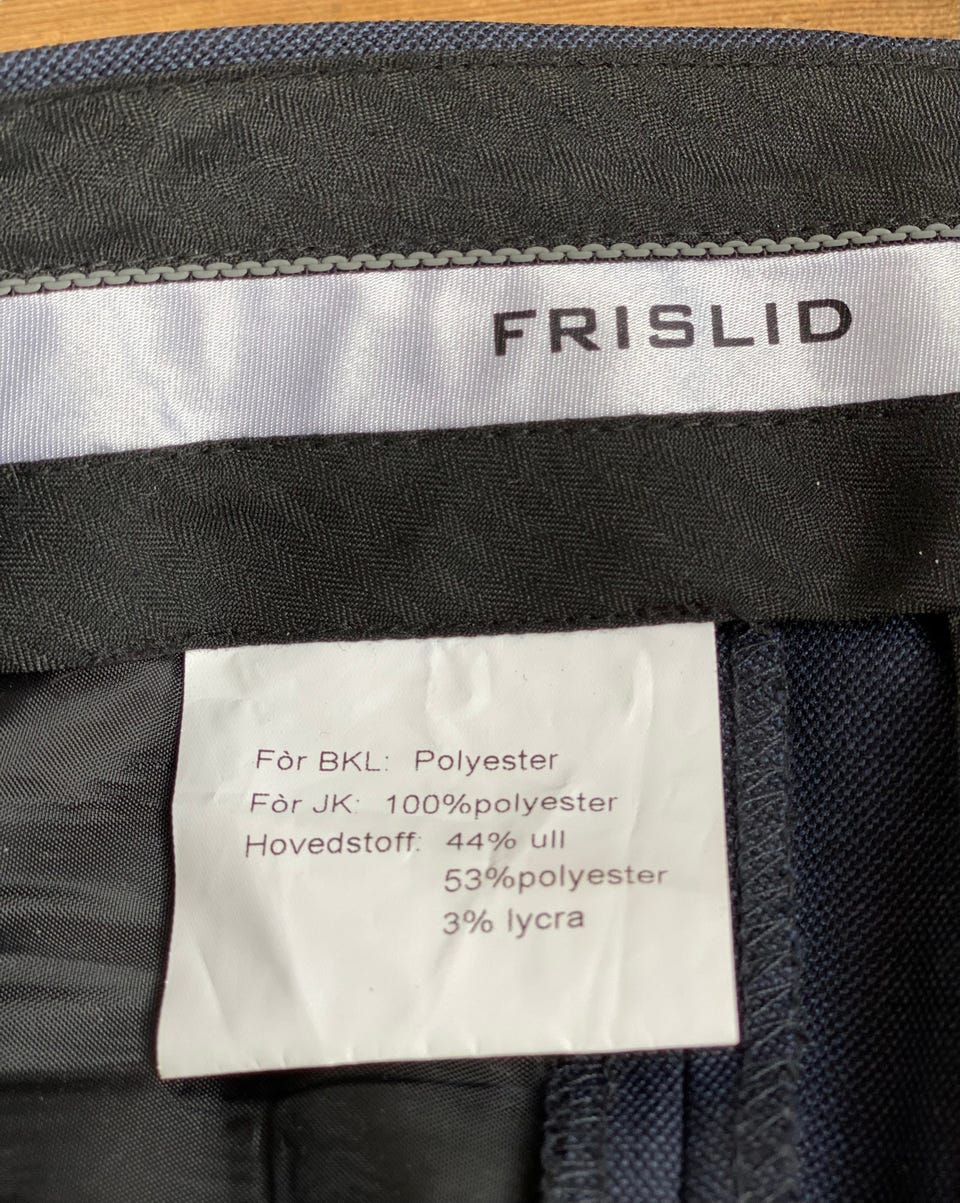 FRISLID
Fòr BKL: Polyester
Fòr JK: 100%polyester
Hovedstoff: 44% ull
53%polyester
3% lycra